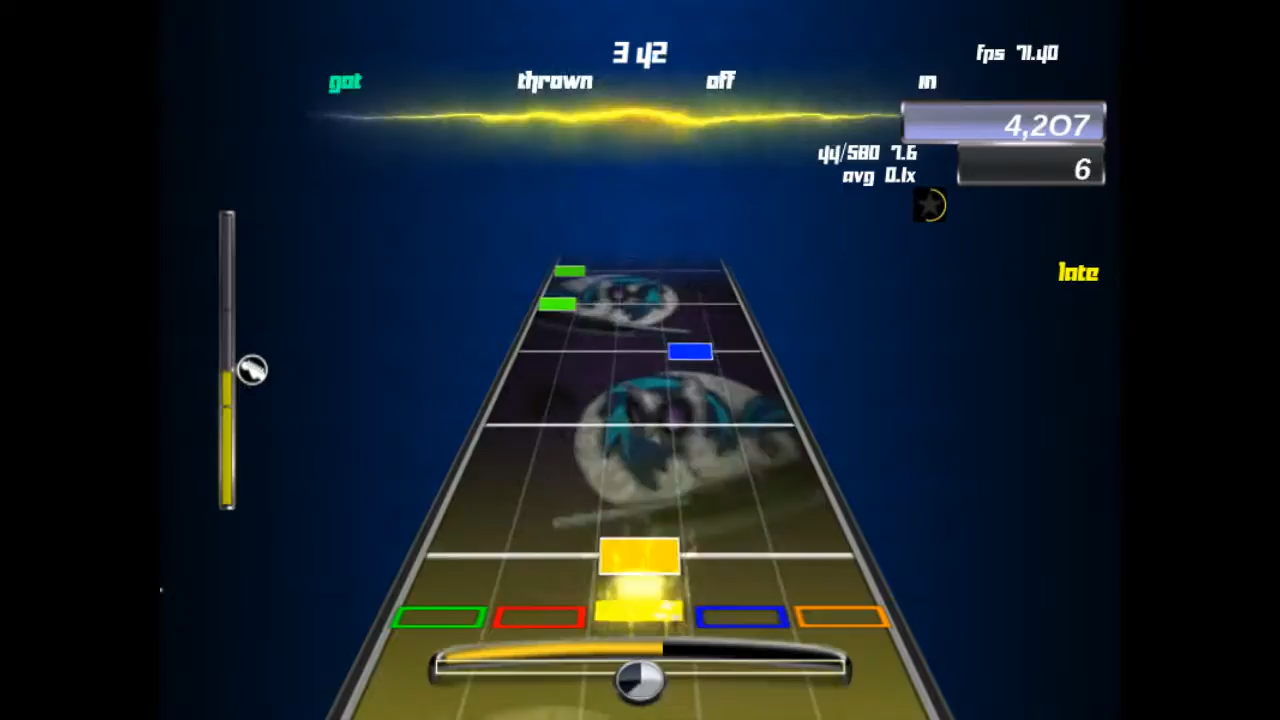 3 42
fps 71.40
got thrown off in
4,207
44/580 7.6
avg 0.1x
6
late